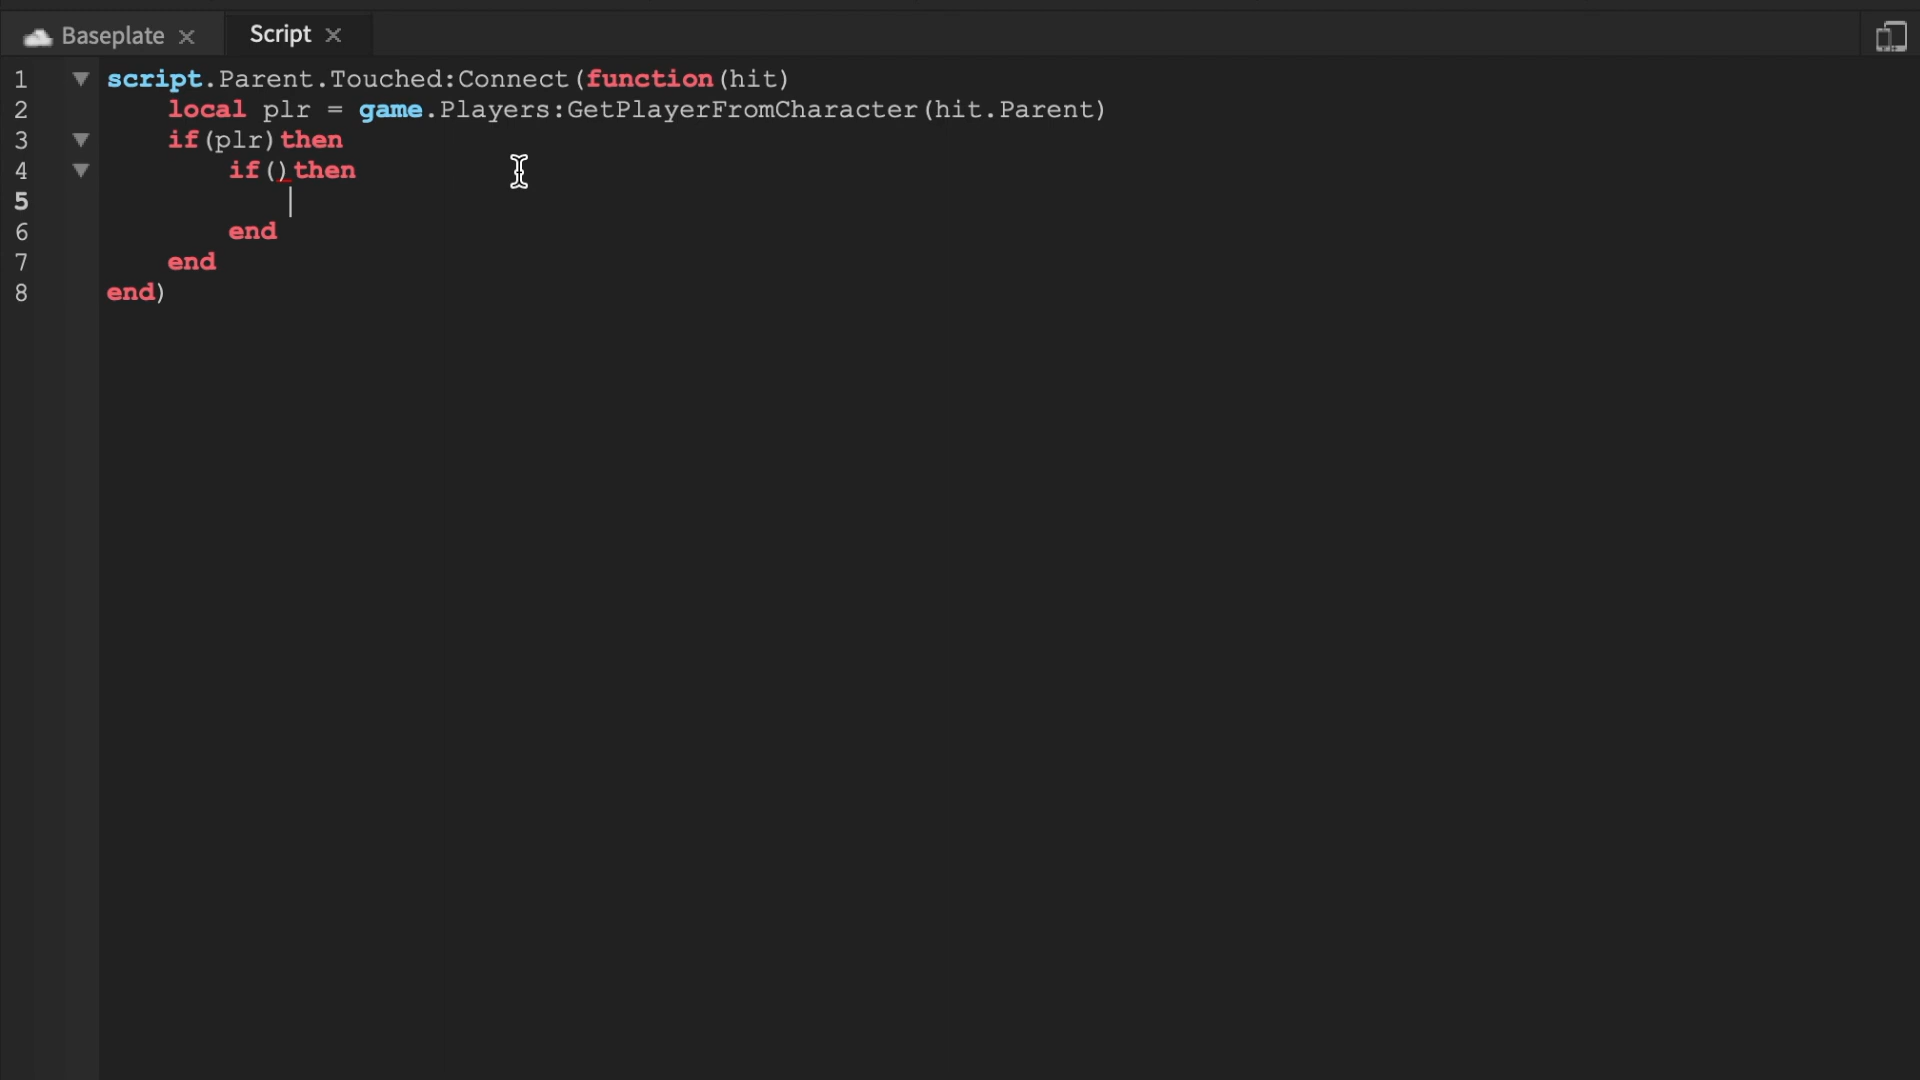 Baseplate Script
1 script.Parent.Touched:Connect(function(hit)
2 local plr = game.Players:GetPlayerFromCharacter(hit.Parent)
3 if(plr)then
4 if()then
5
6 end
7 end
8 end)